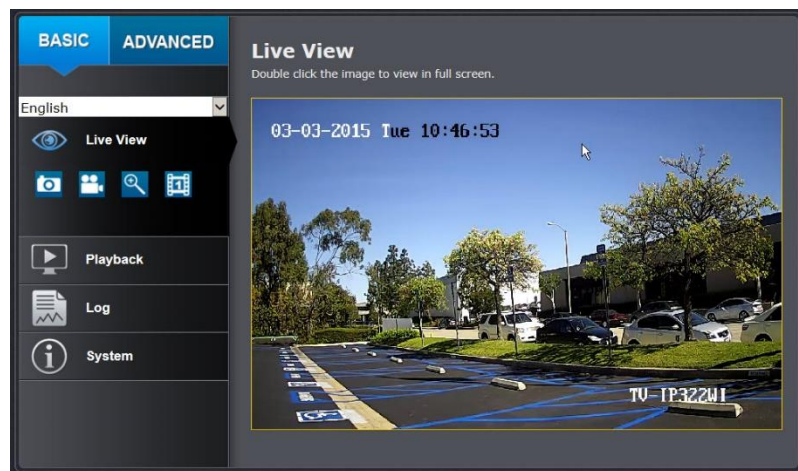 BASIC ADVANCED
English
Live View
Playback
Log
System
Live View
Double click the image to view in full screen.
03-03-2015 Tue 10:46:53
TV-IP322WI